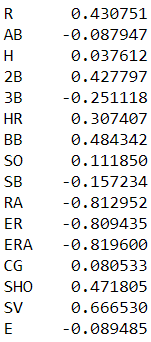 R 0.430751
AB -0.087947
H 0.037612
2B 0.427797
3B -0.251118
HR 0.307407
BB 0.484342
SO 0.111850
SB -0.157234
RA -0.812952
ER -0.809435
ERA -0.819600
CG 0.080533
SHO 0.471805
SV 0.666530
E -0.089485